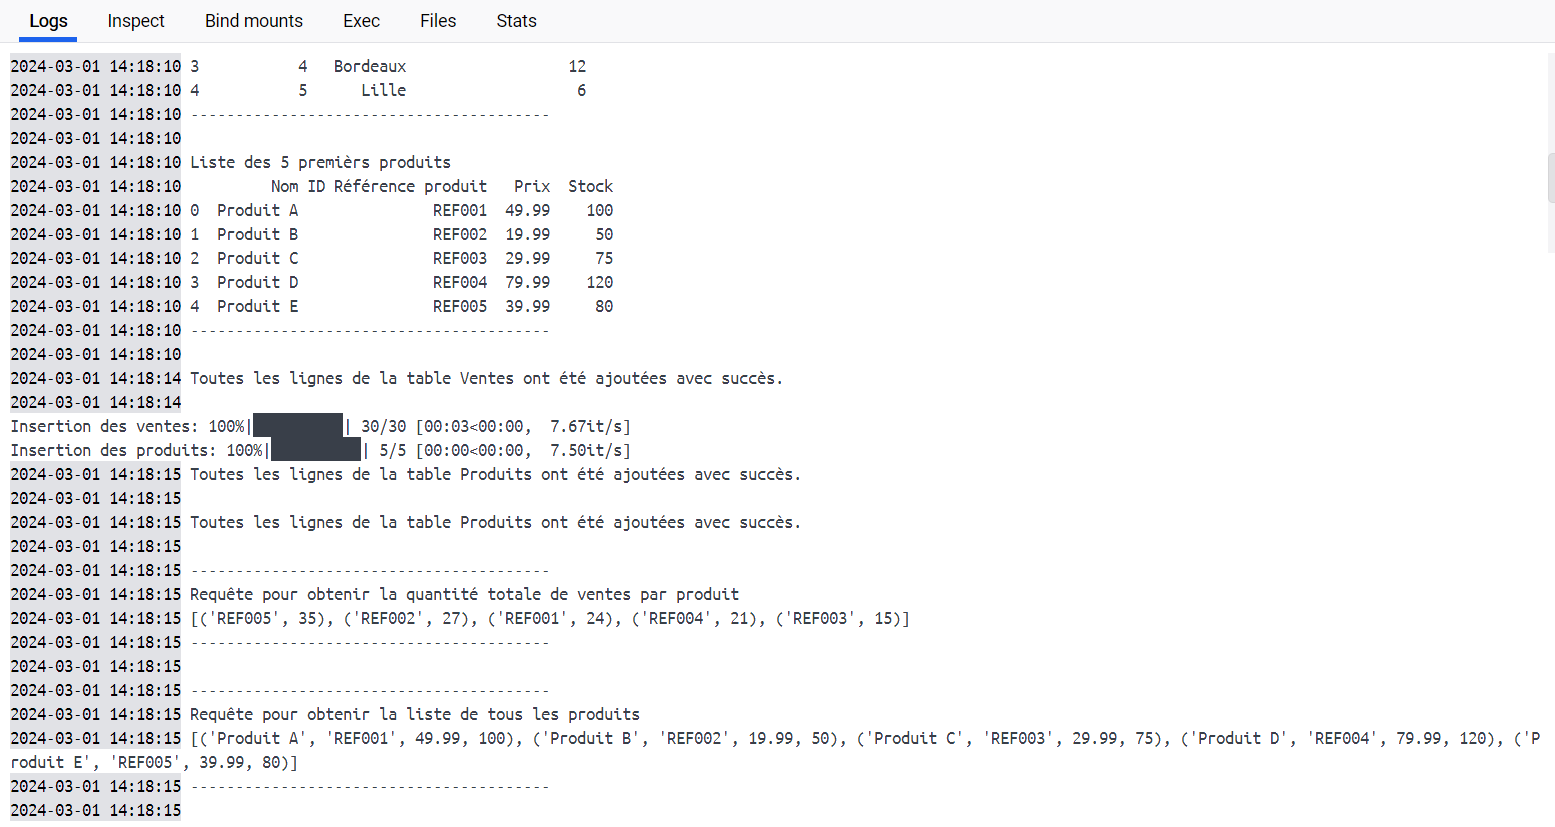 Logs Inspect Bind mounts Exec Files Stats
2024-03-01 14:18:10 3 4 Bordeaux 12
2024-03-01 14:18:10 4 5 Lille 6
2024-03-01 14:18:10 ----------------------------------------
2024-03-01 14:18:10
2024-03-01 14:18:10 Liste des 5 premièrs produits
2024-03-01 14:18:10 Nom ID Référence produit Prix Stock
2024-03-01 14:18:10 0 Produit A REF001 49.99 100
2024-03-01 14:18:10 1 Produit B REF002 19.99 50
2024-03-01 14:18:10 2 Produit C REF003 29.99 75
2024-03-01 14:18:10 3 Produit D REF004 79.99 120
2024-03-01 14:18:10 4 Produit E REF005 39.99 80
2024-03-01 14:18:10 ----------------------------------------
2024-03-01 14:18:10
2024-03-01 14:18:14 Toutes les lignes de la table Ventes ont été ajoutées avec succès.
2024-03-01 14:18:14
Insertion des ventes: 100%|██████████| 30/30 [00:03<00:00, 7.67it/s]
Insertion des produits: 100%|██████████| 5/5 [00:00<00:00, 7.50it/s]
2024-03-01 14:18:15 Toutes les lignes de la table Produits ont été ajoutées avec succès.
2024-03-01 14:18:15
2024-03-01 14:18:15 Toutes les lignes de la table Produits ont été ajoutées avec succès.
2024-03-01 14:18:15
2024-03-01 14:18:15 ----------------------------------------
2024-03-01 14:18:15 Requête pour obtenir la quantité totale de ventes par produit
2024-03-01 14:18:15 [('REF005', 35), ('REF002', 27), ('REF001', 24), ('REF004', 21), ('REF003', 15)]
2024-03-01 14:18:15 ----------------------------------------
2024-03-01 14:18:15
2024-03-01 14:18:15 ----------------------------------------
2024-03-01 14:18:15 Requête pour obtenir la liste de tous les produits
2024-03-01 14:18:15 [('Produit A', 'REF001', 49.99, 100), ('Produit B', 'REF002', 19.99, 50), ('Produit C', 'REF003', 29.99, 75), ('Produit D', 'REF004', 79.99, 120), ('P
roduit E', 'REF005', 39.99, 80)]
2024-03-01 14:18:15 ----------------------------------------
2024-03-01 14:18:15